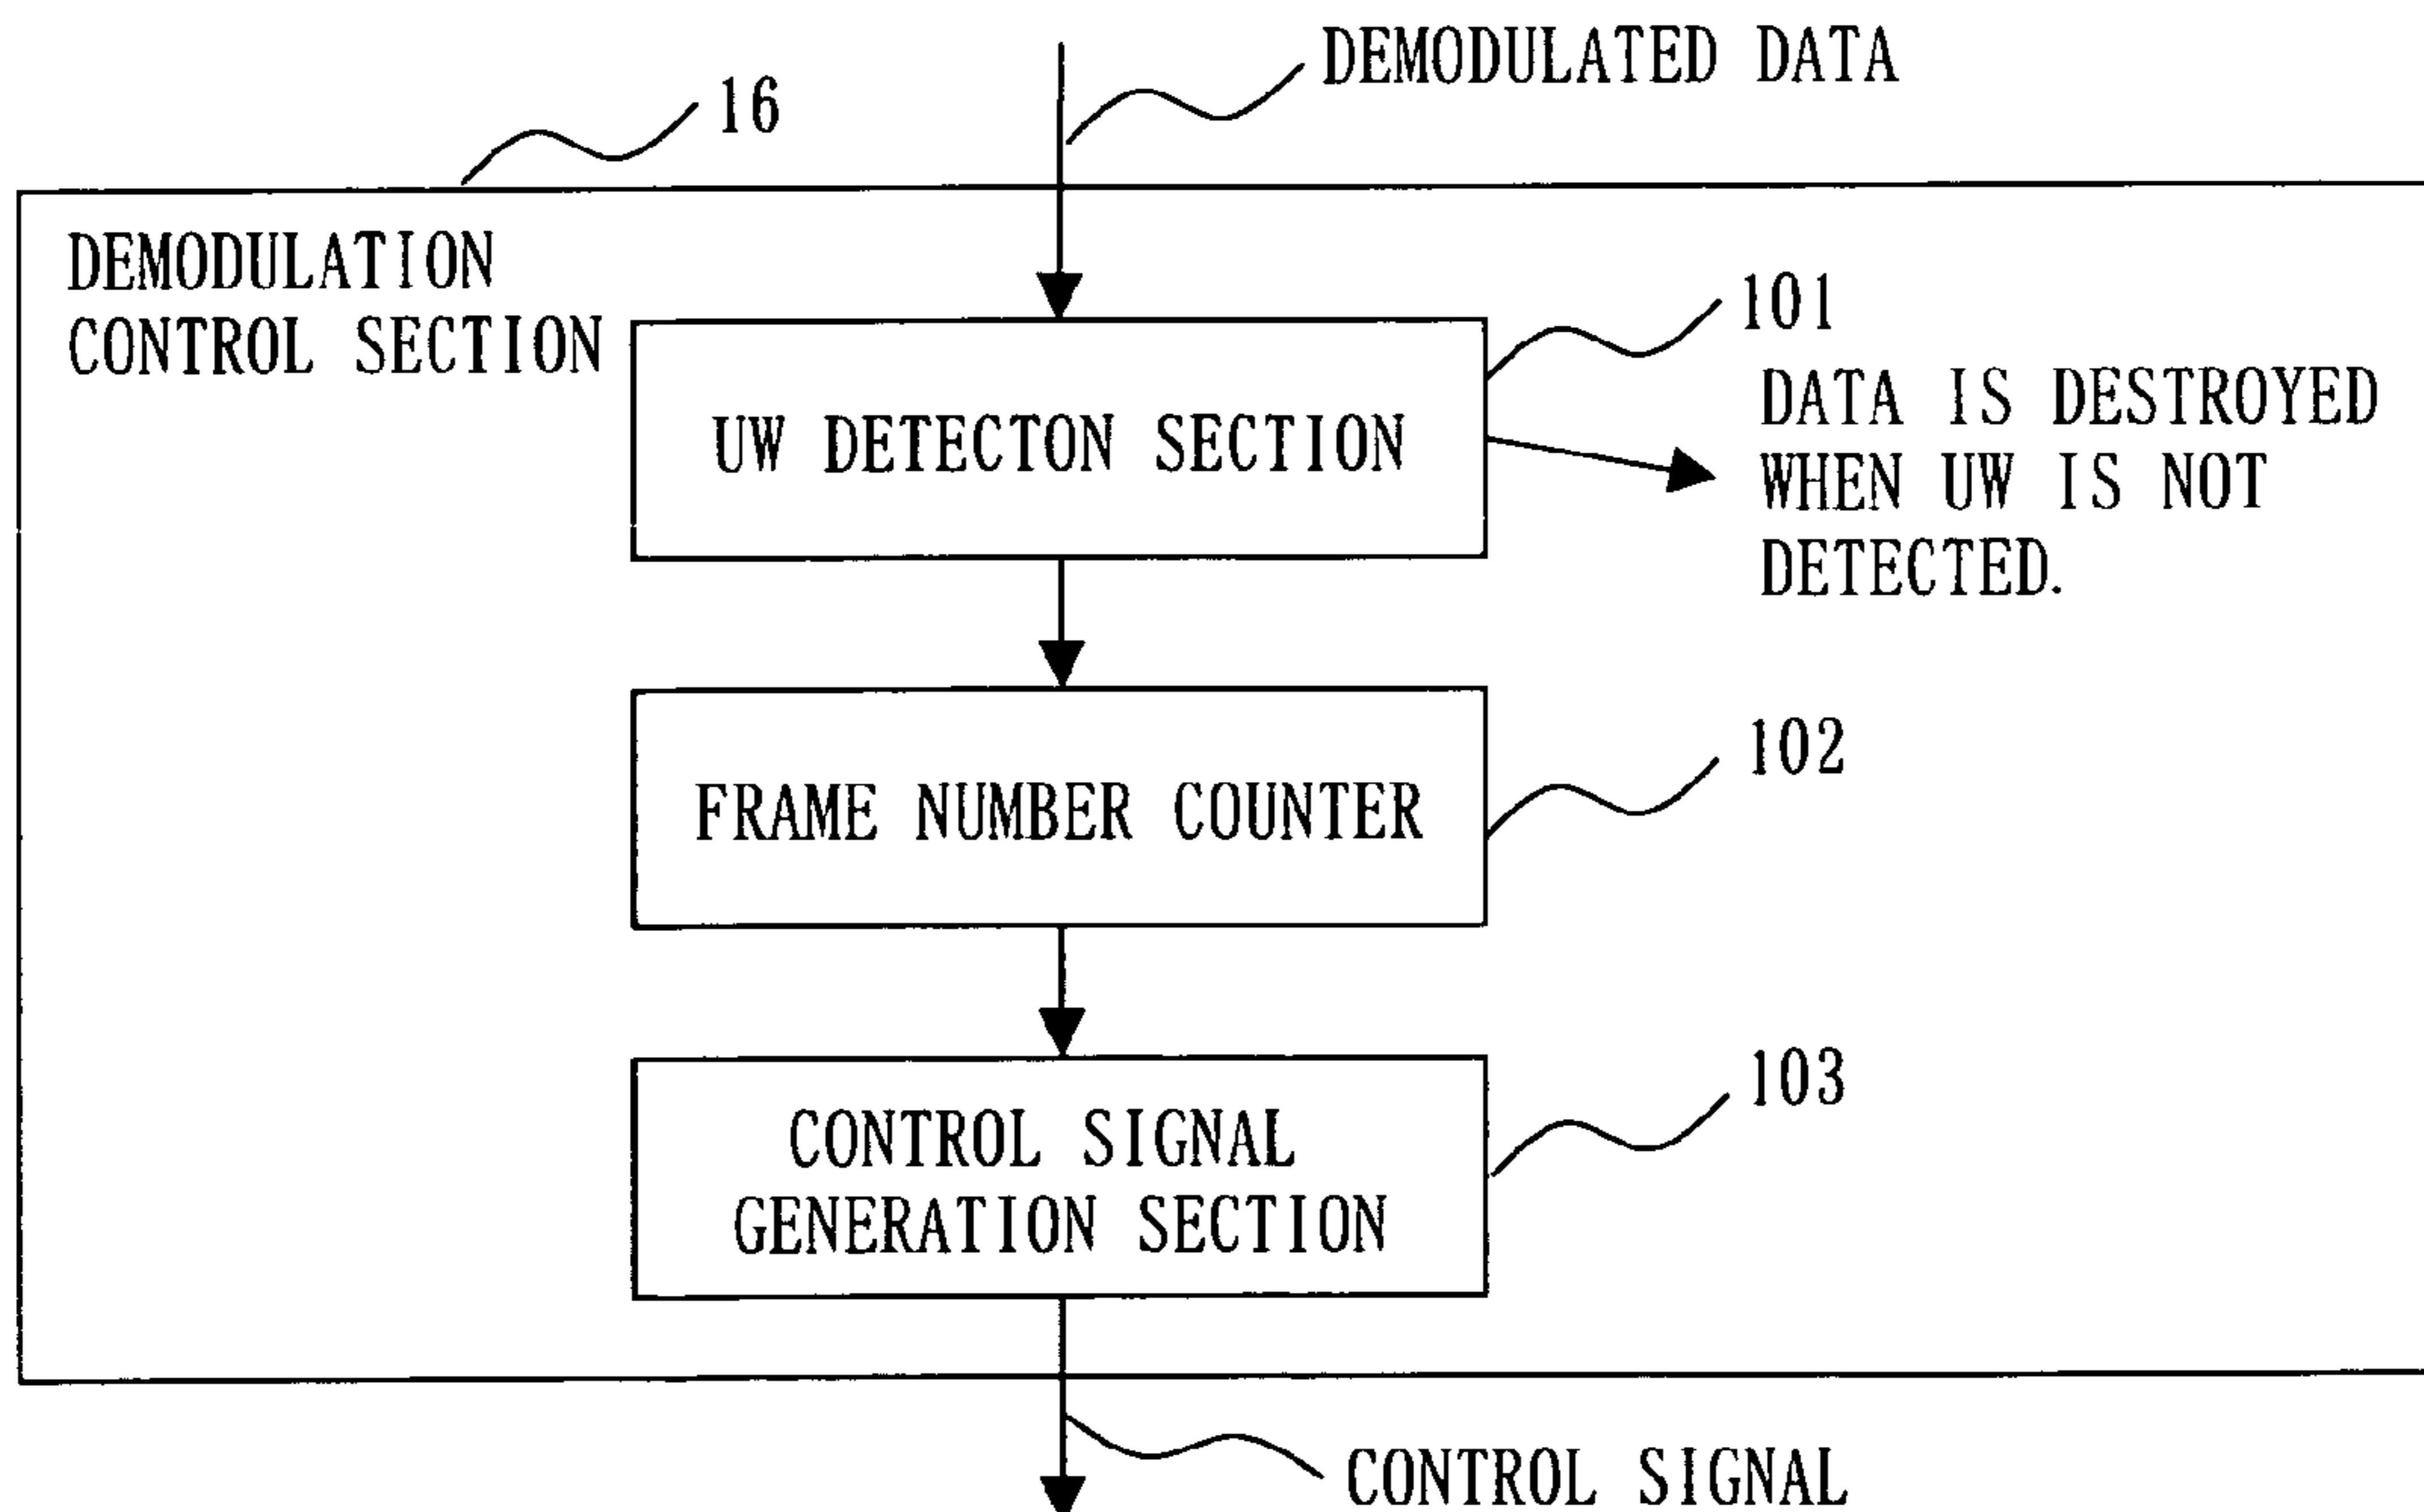 DEMODULATED DATA
16
DEMODULATION
CONTROL SECTION
101
UW DETECTON SECTION
DATA IS DESTROYED
WHEN UW IS NOT
DETECTED.
102
FRAME NUMBER COUNTER
103
CONTROL SIGNAL
GENERATION SECTION
CONTROL SIGNAL